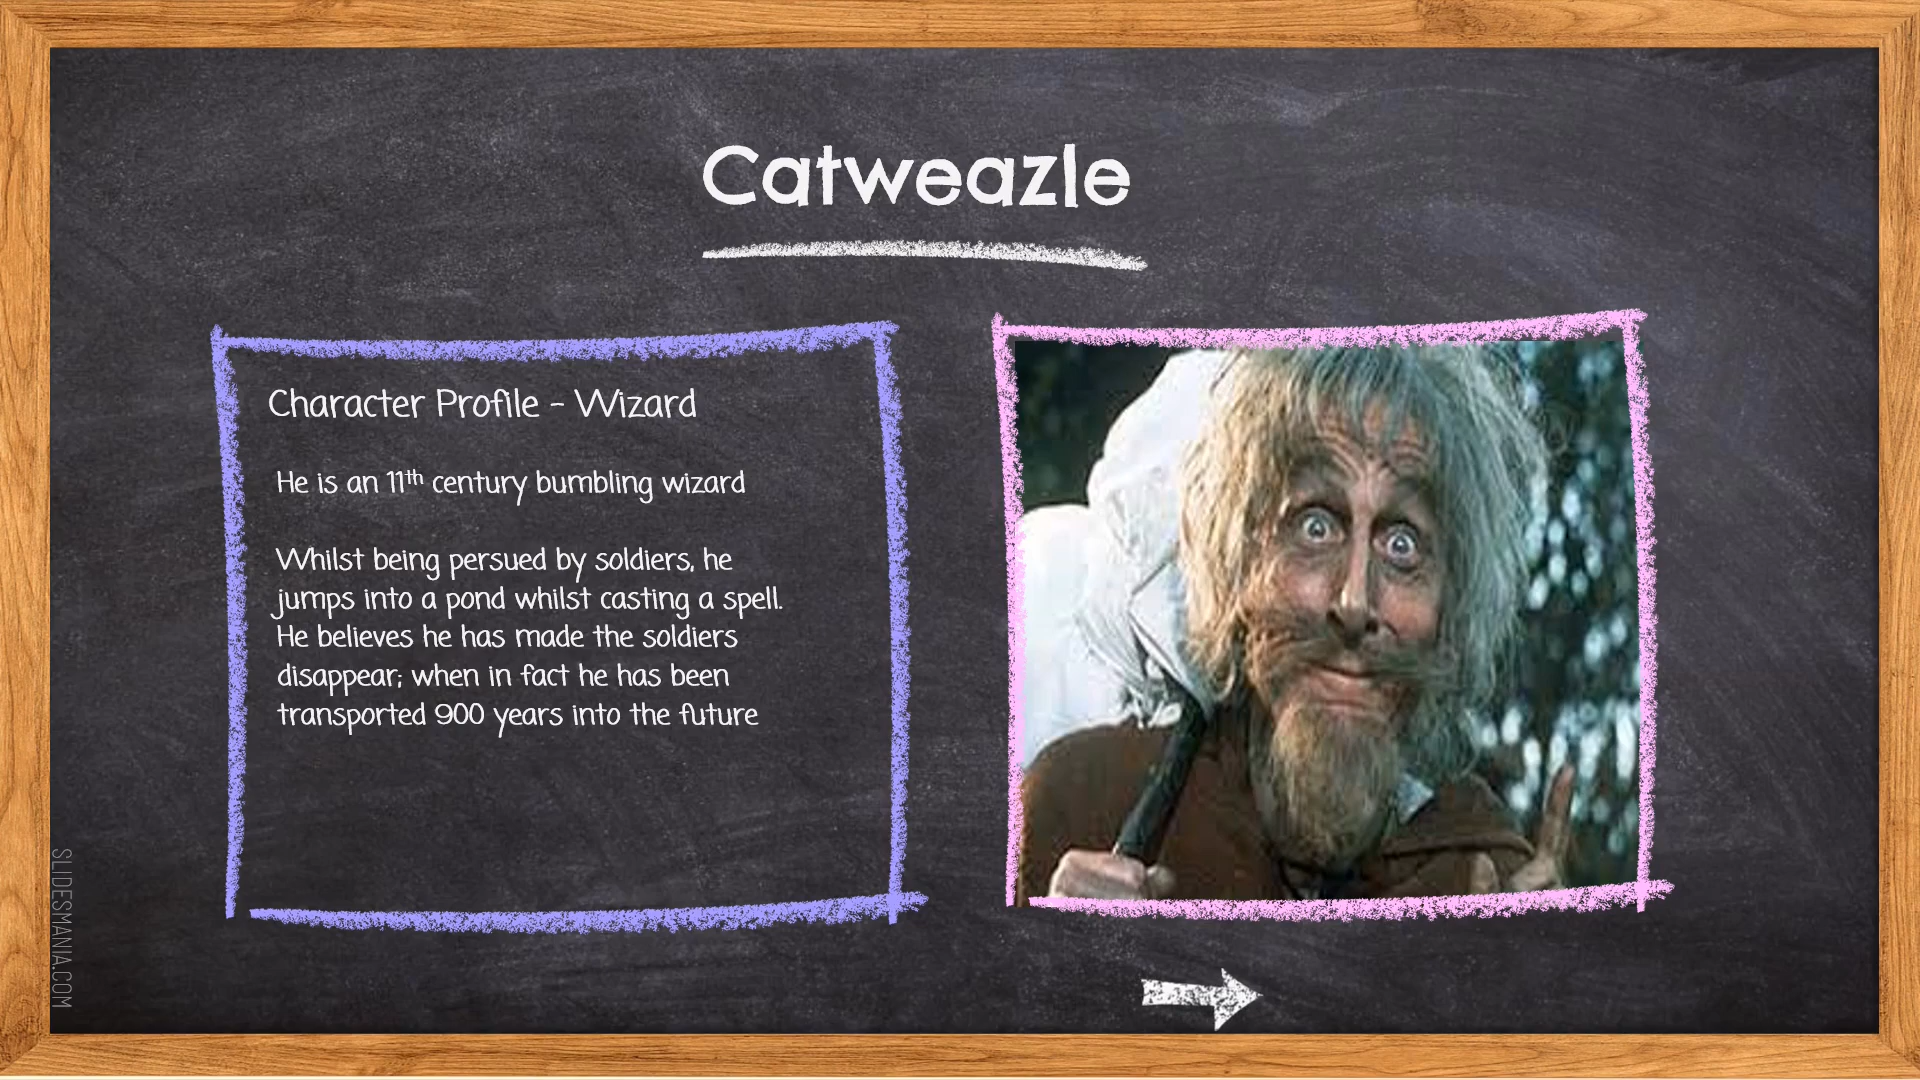 Catweazle
Character Profile - Wizard
He is an 11th century bumbling wizard
Whilst being persued by soldiers, he
jumps into a pond whilst casting a spell.
He believes he has made the soldiers
disappear; when in fact he has been
transported 900 years into the future
SLIDESMANIA.COM